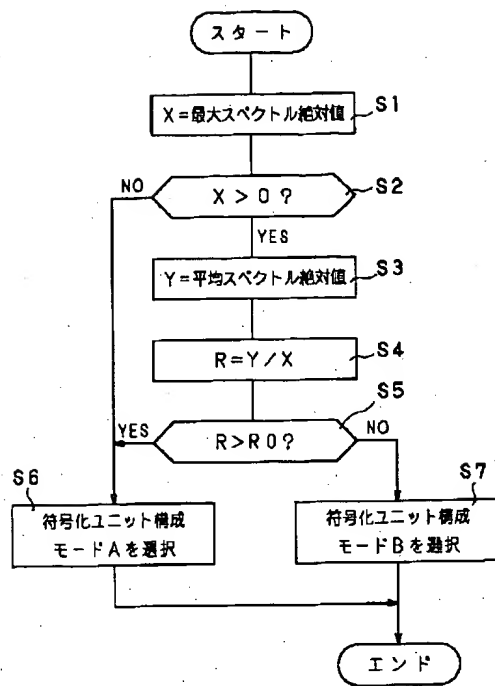 スタート
X=最大スペクトル絶対値
S1
NO
X>0?
S2
YES
Y=平均スペクトル絶対値
S3
R=Y/X
S4
S5
YES
R>R0?
NO
S6
S7
符号化ユニット構成
モードAを選択
符号化ユニット構成
モードBを選択
エンド